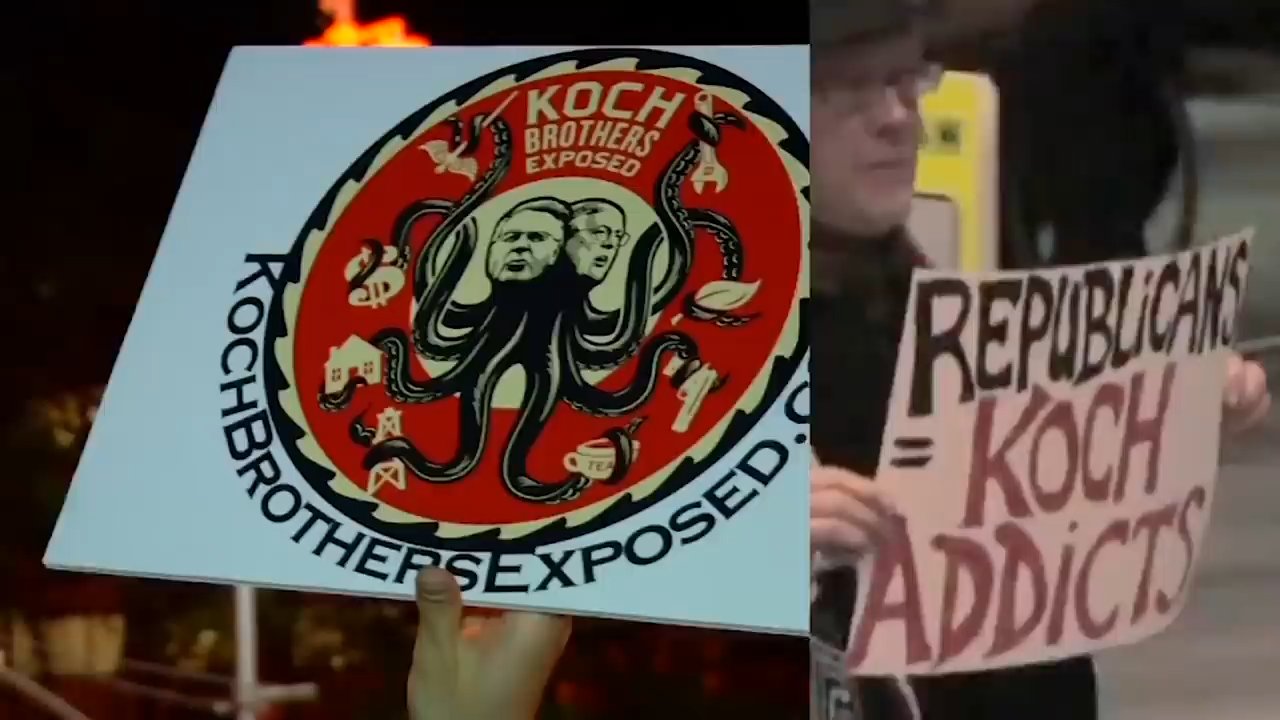 KOCH
BROTHERS
EXPOSED
TEA
KOCHBROTHERSEXPOSED.C
REPUBLiCANS
= KOCH
ADDiCTS